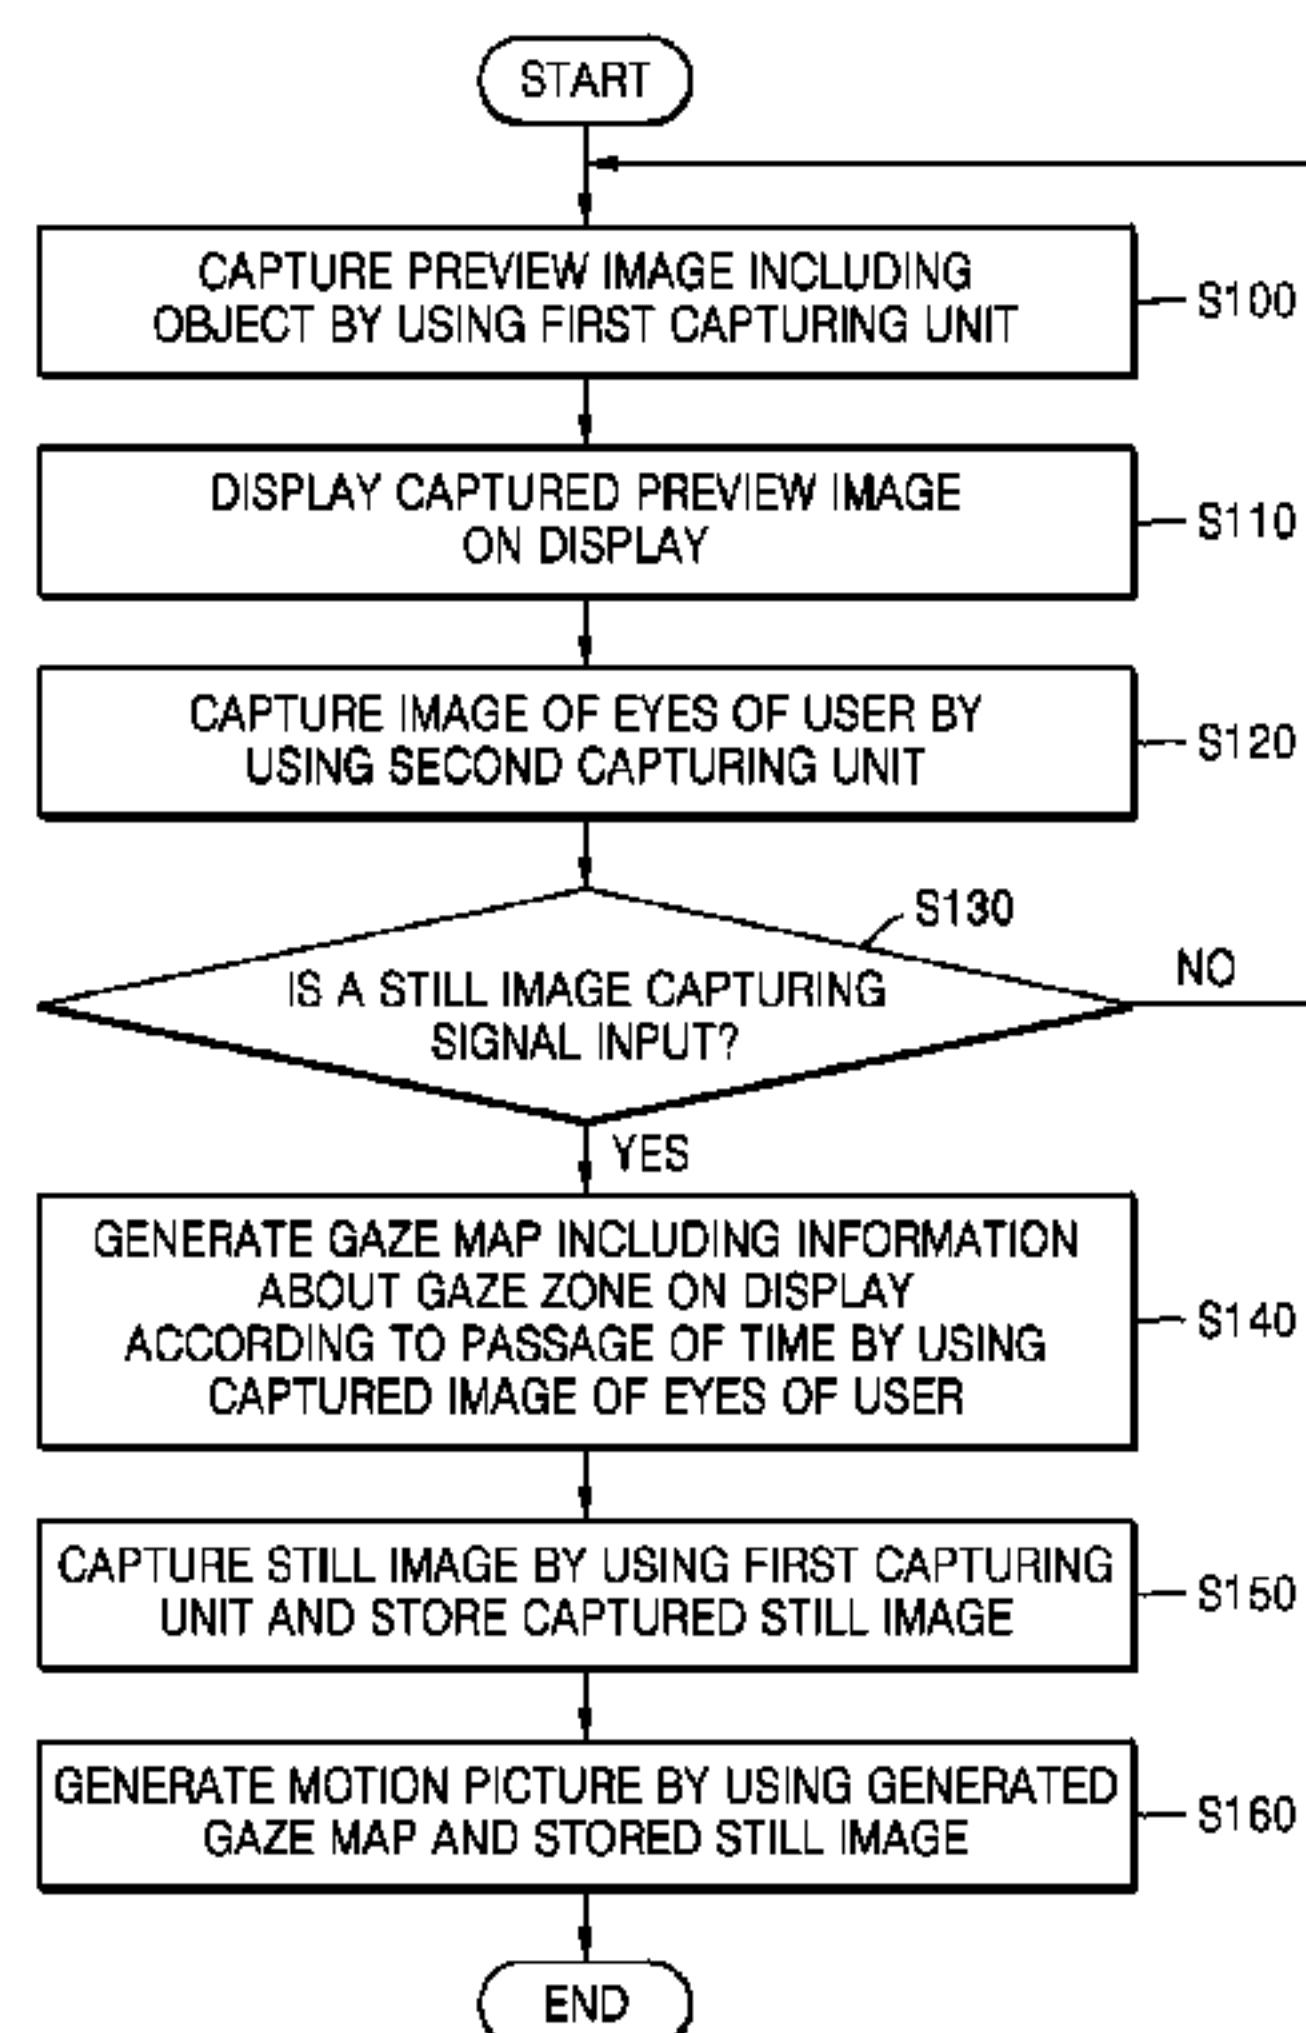 START
CAPTURE PREVIEW IMAGE INCLUDING
OBJECT BY USING FIRST CAPTURING UNIT
S100
DISPLAY CAPTURED PREVIEW IMAGE
ON DISPLAY
S110
CAPTURE IMAGE OF EYES OF USER BY
USING SECOND CAPTURING UNIT
S120
S130
IS A STILL IMAGE CAPTURING
SIGNAL INPUT?
NO
YES
GENERATE GAZE MAP INCLUDING INFORMATION
ABOUT GAZE ZONE ON DISPLAY
ACCORDING TO PASSAGE OF TIME BY USING
CAPTURED IMAGE OF EYES OF USER
S140
CAPTURE STILL IMAGE BY USING FIRST CAPTURING
UNIT AND STORE CAPTURED STILL IMAGE
S150
GENERATE MOTION PICTURE BY USING GENERATED
GAZE MAP AND STORED STILL IMAGE
S160
END